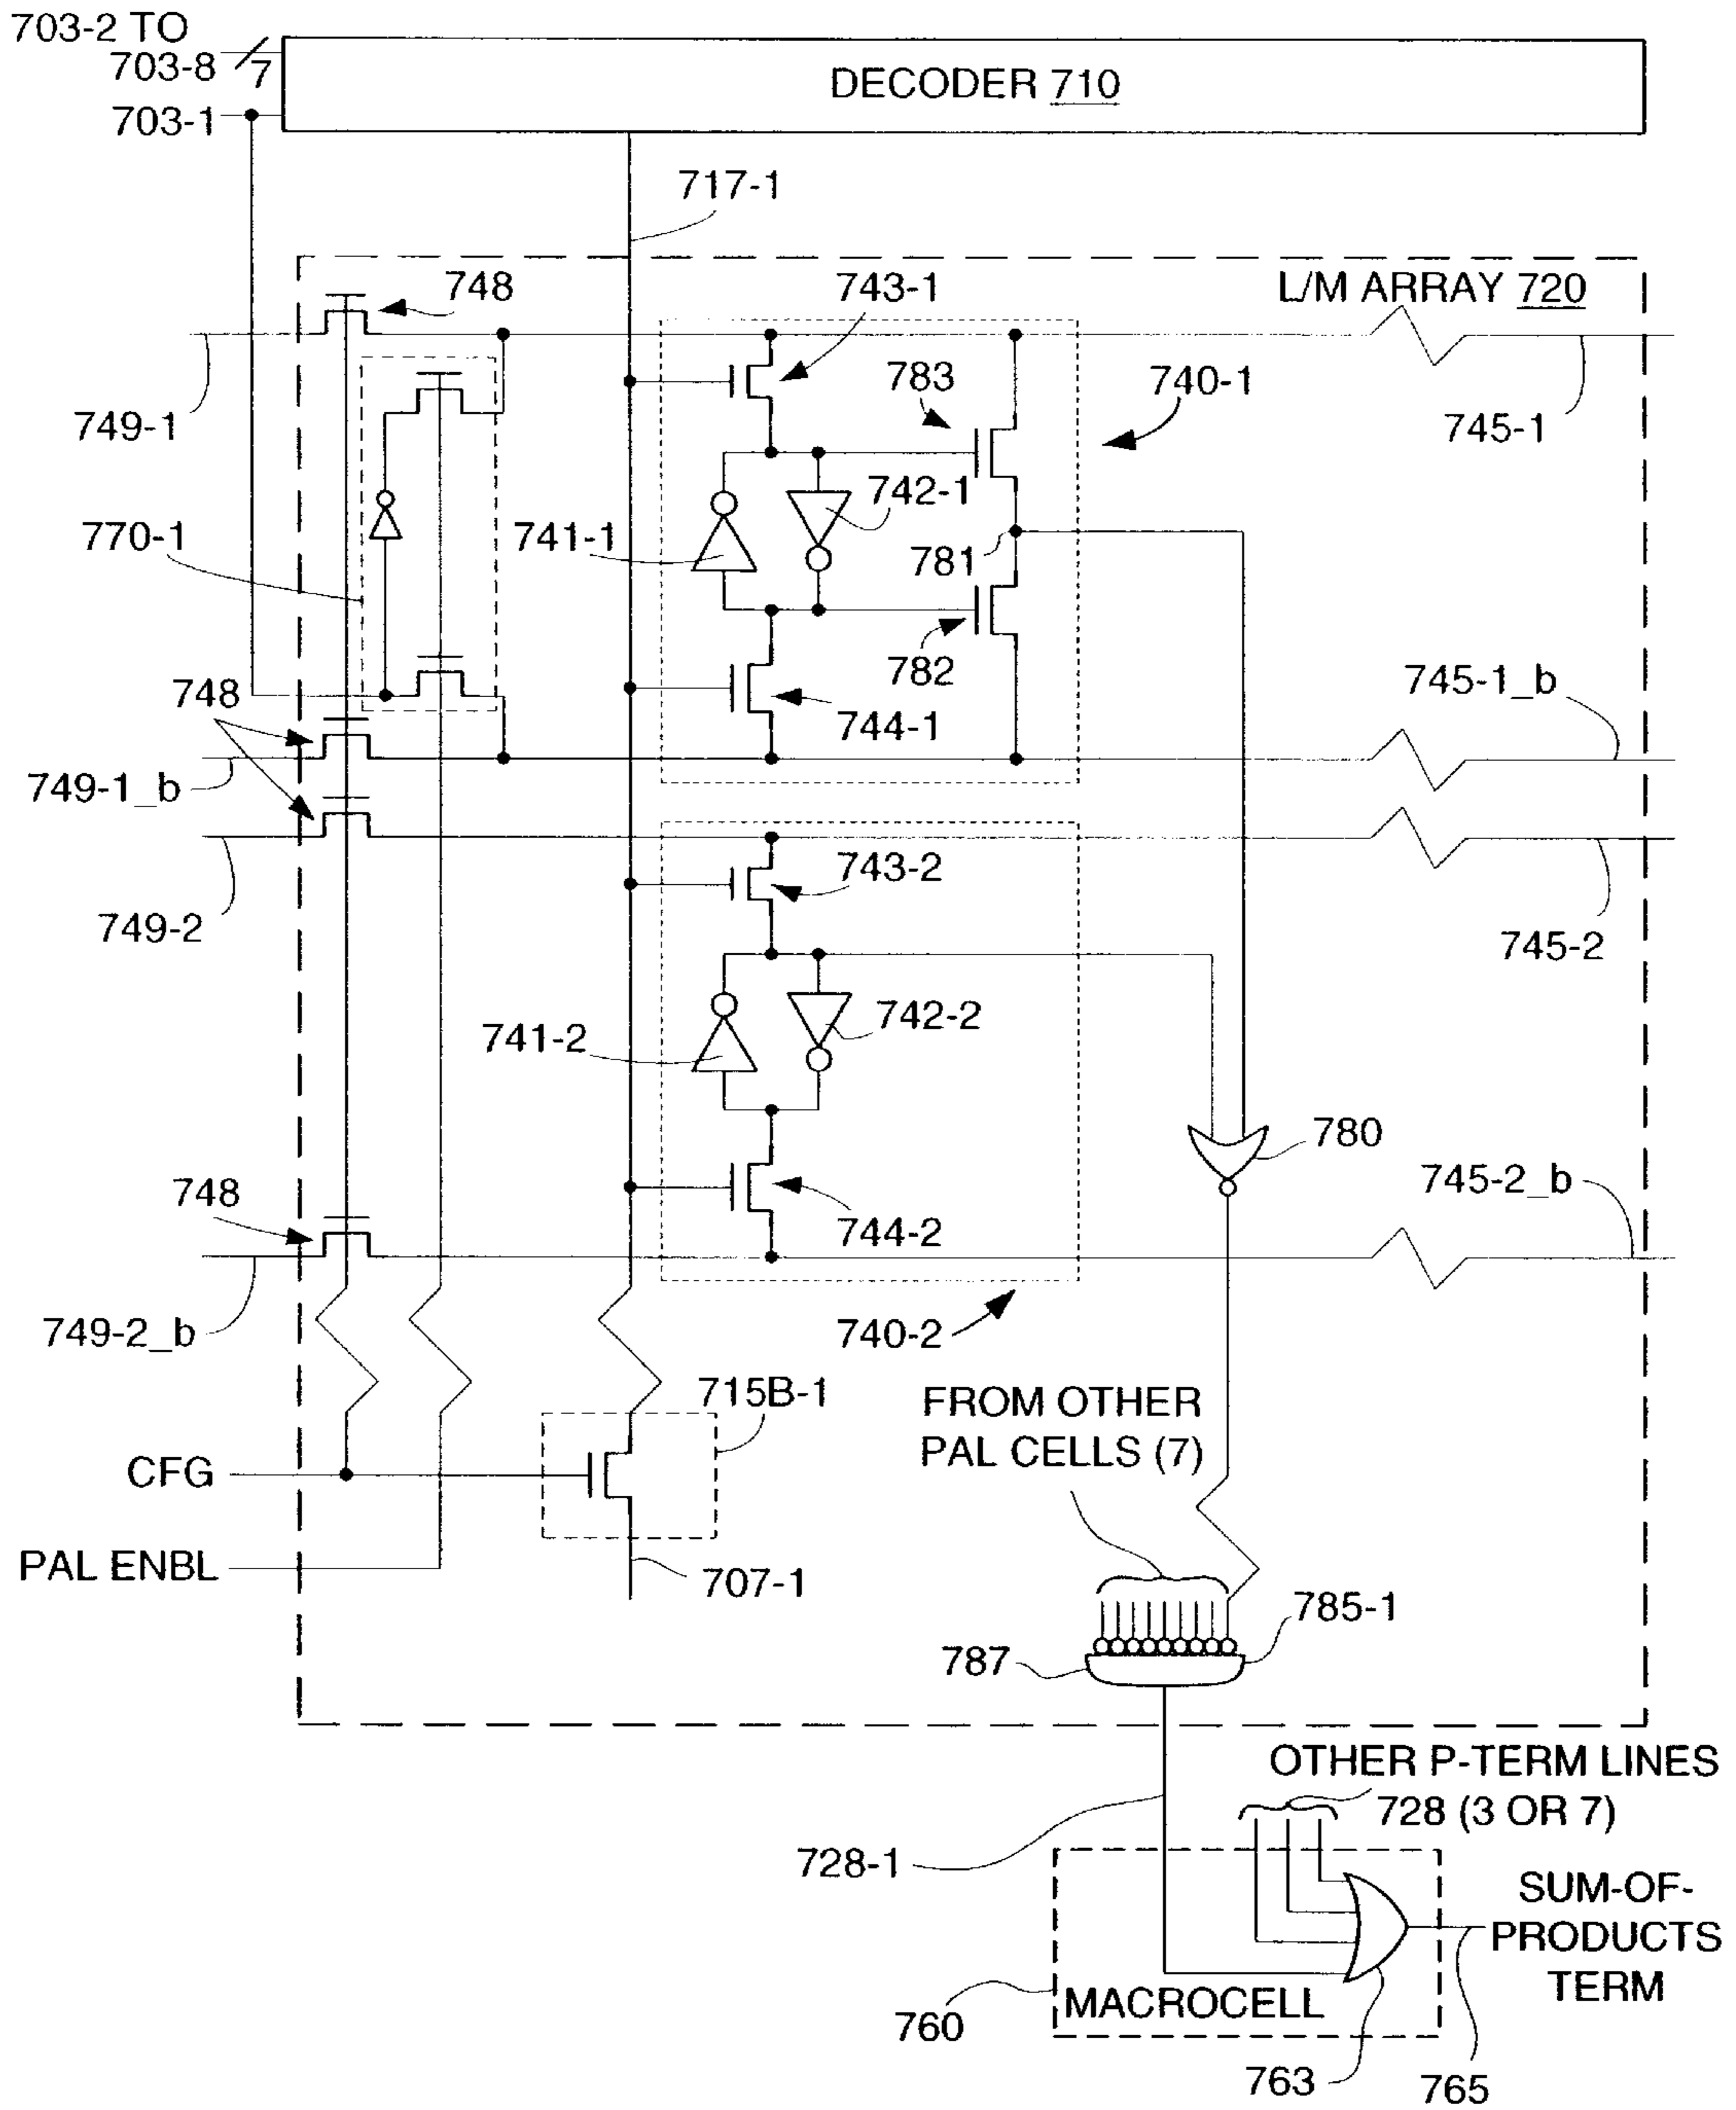 703-2 TO
703-8
7
703-1
DECODER 710
717-1
748
743-1
L/M ARRAY 720
783
740-1
749-1
745-1
742-1
770-1
741-1
781
782
748
745-1_b
744-1
749-1_b
743-2
749-2
745-2
741-2
742-2
780
748
745-2_b
744-2
749-2_b
740-2
715B-1
FROM OTHER
PAL CELLS (7)
CFG
PAL ENBL
707-1
785-1
787
OTHER P-TERM LINES
728 (3 OR 7)
728-1
SUM-OF-
PRODUCTS
TERM
MACROCELL
760
763
765